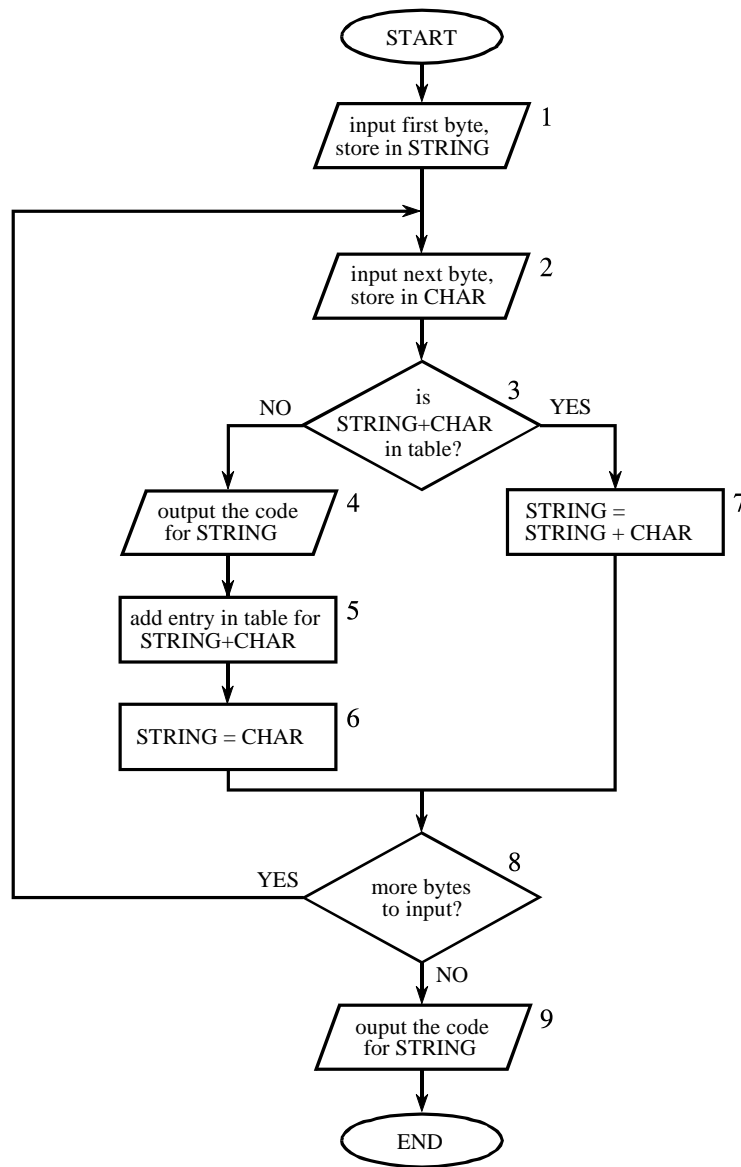 START
1
input first byte,
store in STRING
2
input next byte,
store in CHAR
3
NO
is
STRING+CHAR
in table?
YES
4
output the code
for STRING
7
STRING =
STRING + CHAR
5
add entry in table for
STRING+CHAR
6
STRING = CHAR
8
YES
more bytes
to input?
NO
9
ouput the code
for STRING
END